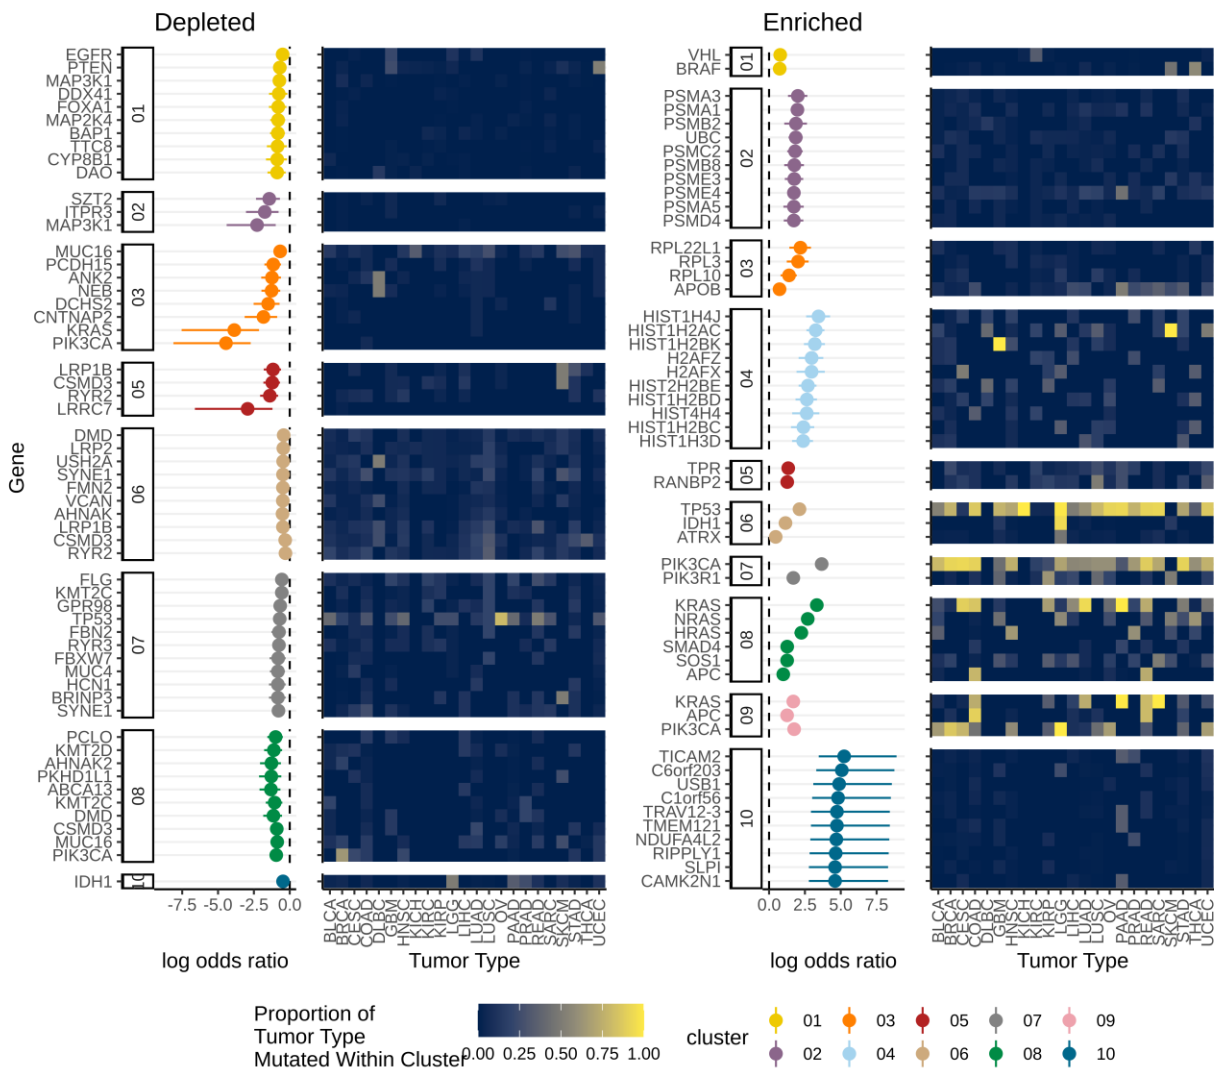 Depleted
Enriched
Gene
EGFR
PTEN
MAP3K1
DDX41
FOXA1
MAP2K4
BAP1
TTC8
CYP8B1
DAO
01
SZT2
ITPR3
MAP3K1
02
MUC16
PCDH15
ANK2
NEB
DCHS2
CNTNAP2
KRAS
PIK3CA
03
LRP1B
CSMD3
RYR2
LRRC7
05
DMD
LRP2
USH2A
SYNE1
FMN2
VCAN
AHNAK
LRP1B
CSMD3
RYR2
06
FLG
KMT2C
GPR98
TP53
FBN2
RYR3
FBXW7
MUC4
HCN1
BRINP3
SYNE1
07
PCLO
KMT2D
AHNAK2
PKHD1L1
ABCA13
KMT2C
DMD
CSMD3
MUC16
PIK3CA
08
IDH1
10
-7.5 -5.0 -2.5 0.0
log odds ratio
BLCA BRCA CESC COAD DLBC GBM HNSC KICH KIRC KIRP LGG LIHC LUAD LUSC OV PAAD PRAD READ SARC SKCM STAD THCA UCEC
Tumor Type
VHL
BRAF
01
PSMA3
PSMA1
PSMB2
UBC
PSMC2
PSMB8
PSME3
PSME4
PSMA5
PSMD4
02
RPL22L1
RPL3
RPL10
APOB
03
HIST1H4J
HIST1H2AC
HIST1H2BK
H2AFZ
H2AFX
HIST2H2BE
HIST1H2BD
HIST4H4
HIST1H2BC
HIST1H3D
04
TPR
RANBP2
05
TP53
IDH1
ATRX
06
PIK3CA
PIK3R1
07
KRAS
NRAS
HRAS
SMAD4
SOS1
APC
08
KRAS
APC
PIK3CA
09
TICAM2
C6orf203
USB1
C1orf56
TRAV12-3
TMEM121
NDUFA4L2
RIPPLY1
SLPI
CAMK2N1
10
0.0 2.5 5.0 7.5
log odds ratio
BLCA BRCA CESC COAD DLBC GBM HNSC KICH KIRC KIRP LGG LIHC LUAD LUSC OV PAAD PRAD READ SARC SKCM STAD THCA UCEC
Tumor Type
Proportion of
Tumor Type
Mutated Within Cluster
0.00 0.25 0.50 0.75 1.00
cluster
01 03 05 07 09
02 04 06 08 10